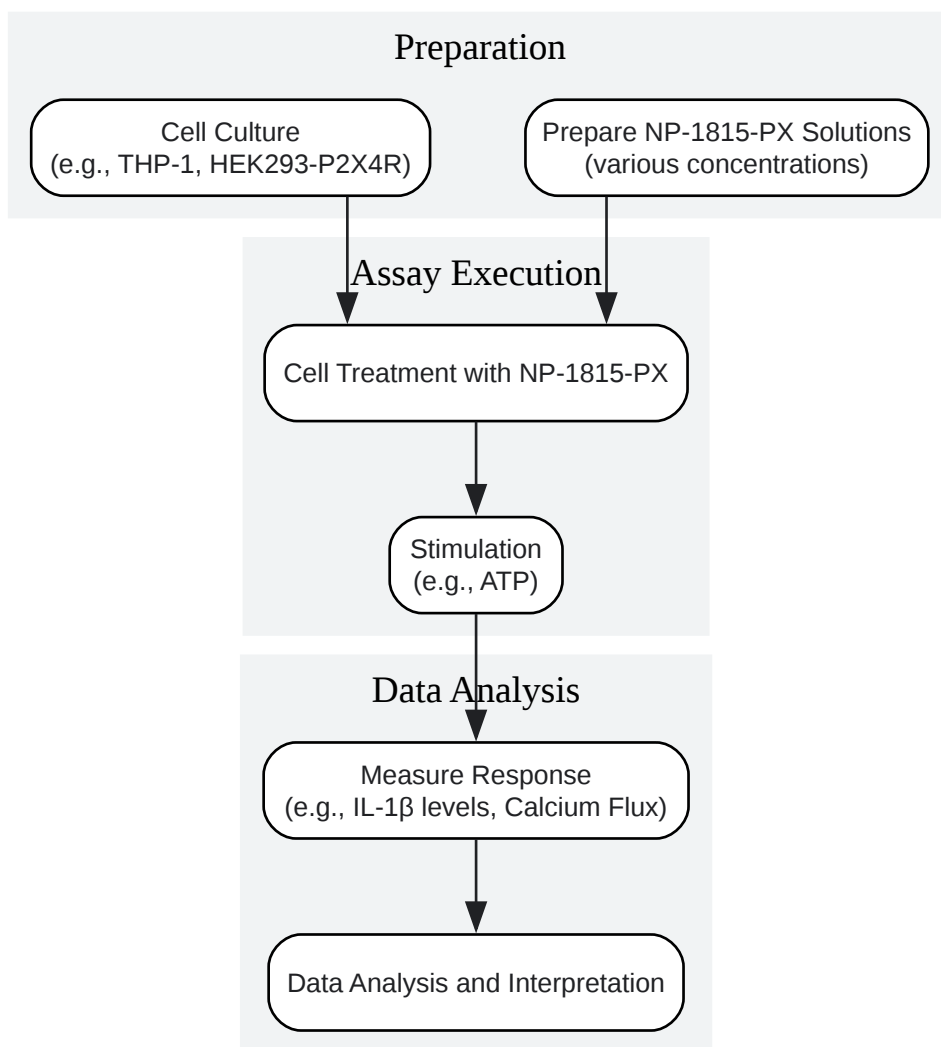 Preparation
Cell Culture
(e.g., THP-1, HEK293-P2X4R)
Prepare NP-1815-PX Solutions
(various concentrations)
Assay Execution
Cell Treatment with NP-1815-PX
Stimulation
(e.g., ATP)
Data Analysis
Measure Response
(e.g., IL-1β levels, Calcium Flux)
Data Analysis and Interpretation